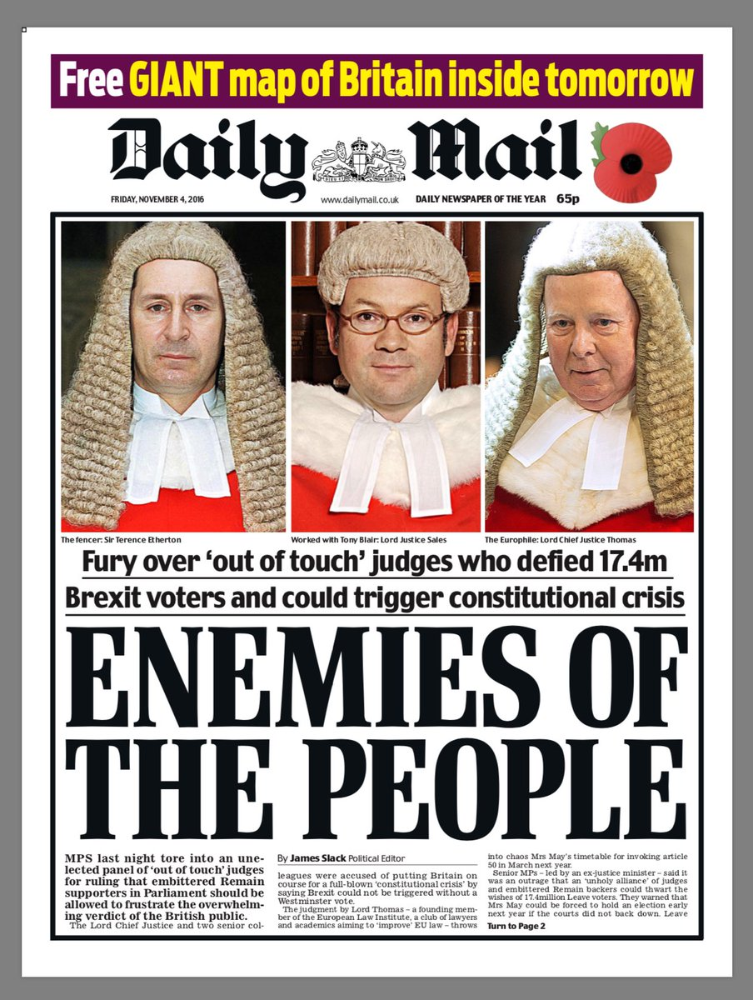 Free GIANT map of Britain inside tomorrow
Daily Mail
FRIDAY, NOVEMBER 4, 2016
www.dailymail.co.uk
DAILY NEWSPAPER OF THE YEAR
65p
The fencer: Sir Terence Etherton
Worked with Tony Blair: Lord Justice Sales
The Europhile: Lord Chief Justice Thomas
Fury over ‘out of touch’ judges who defied 17.4m
Brexit voters and could trigger constitutional crisis
ENEMIES OF
THE PEOPLE
MPS last night tore into an une-
lected panel of ‘out of touch’ judges
for ruling that embittered Remain
supporters in Parliament should be
allowed to frustrate the overwhelm-
ing verdict of the British public.
The Lord Chief Justice and two senior col-
By James Slack Political Editor
leagues were accused of putting Britain on
course for a full-blown ‘constitutional crisis’ by
saying Brexit could not be triggered without a
Westminster vote.
The judgment by Lord Thomas – a founding mem-
ber of the European Law Institute, a club of lawyers
and academics aiming to ‘improve’ EU law – throws
into chaos Mrs May’s timetable for invoking article
50 in March next year.
Senior MPs – led by an ex-justice minister – said it
was an outrage that an ‘unholy alliance’ of judges
and embittered Remain backers could thwart the
wishes of 17.4million Leave voters. They warned that
Mrs May could be forced to hold an election early
next year if the courts did not back down. Leave
Turn to Page 2